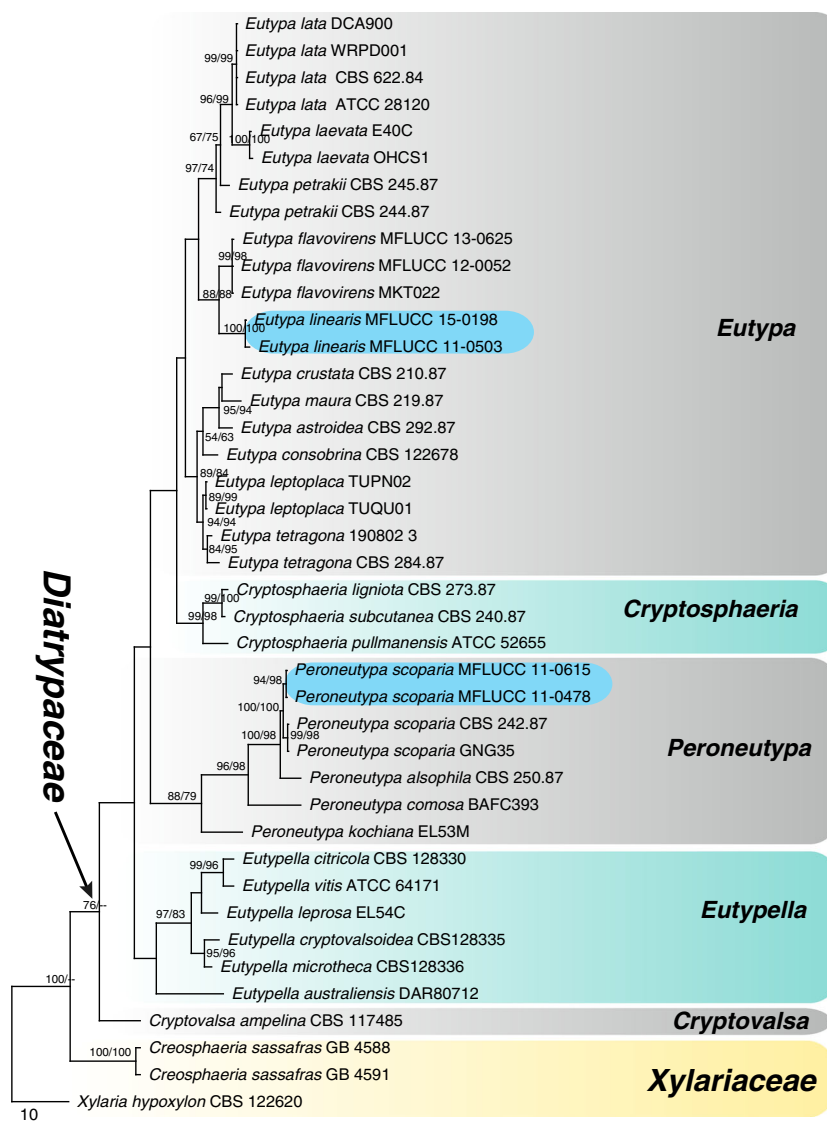 Eutypa lata DCA900
99/99
Eutypa lata WRPD001
Eutypa lata CBS 622.84
96/99
Eutypa lata ATCC 28120
67/75
100/100
Eutypa laevata E40C
Eutypa laevata OHCS1
97/74
Eutypa petrakii CBS 245.87
Eutypa petrakii CBS 244.87
Eutypa flavovirens MFLUCC 13-0625
99/98
Eutypa flavovirens MFLUCC 12-0052
88/88
Eutypa flavovirens MKT022
Eutypa linearis MFLUCC 15-0198
100/100
Eutypa linearis MFLUCC 11-0503
Eutypa
Eutypa crustata CBS 210.87
Eutypa maura CBS 219.87
95/94
Eutypa astroidea CBS 292.87
54/63
Eutypa consobrina CBS 122678
89/84
Eutypa leptoplaca TUPN02
89/99
Eutypa leptoplaca TUQU01
94/94
Eutypa tetragona 190802 3
84/95
Eutypa tetragona CBS 284.87
Diatrypaceae
Cryptosphaeria ligniota CBS 273.87
99/100
Cryptosphaeria subcutanea CBS 240.87
99/98
Cryptosphaeria pullmanensis ATCC 52655
Cryptosphaeria
Peroneutypa scoparia MFLUCC 11-0615
94/98
Peroneutypa scoparia MFLUCC 11-0478
100/100
Peroneutypa scoparia CBS 242.87
100/98
99/98
Peroneutypa scoparia GNG35
96/98
Peroneutypa alsophila CBS 250.87
88/79
Peroneutypa comosa BAFC393
Peroneutypa kochiana EL53M
Peroneutypa
Eutypella citricola CBS 128330
99/96
Eutypella vitis ATCC 64171
97/83
Eutypella leprosa EL54C
Eutypella cryptovalsoidea CBS128335
95/96
Eutypella microtheca CBS128336
Eutypella australiensis DAR80712
Eutypella
76/--
100/--
Cryptovalsa ampelina CBS 117485
Cryptovalsa
Creosphaeria sassafras GB 4588
100/100
Creosphaeria sassafras GB 4591
Xylaria hypoxylon CBS 122620
Xylariaceae
10